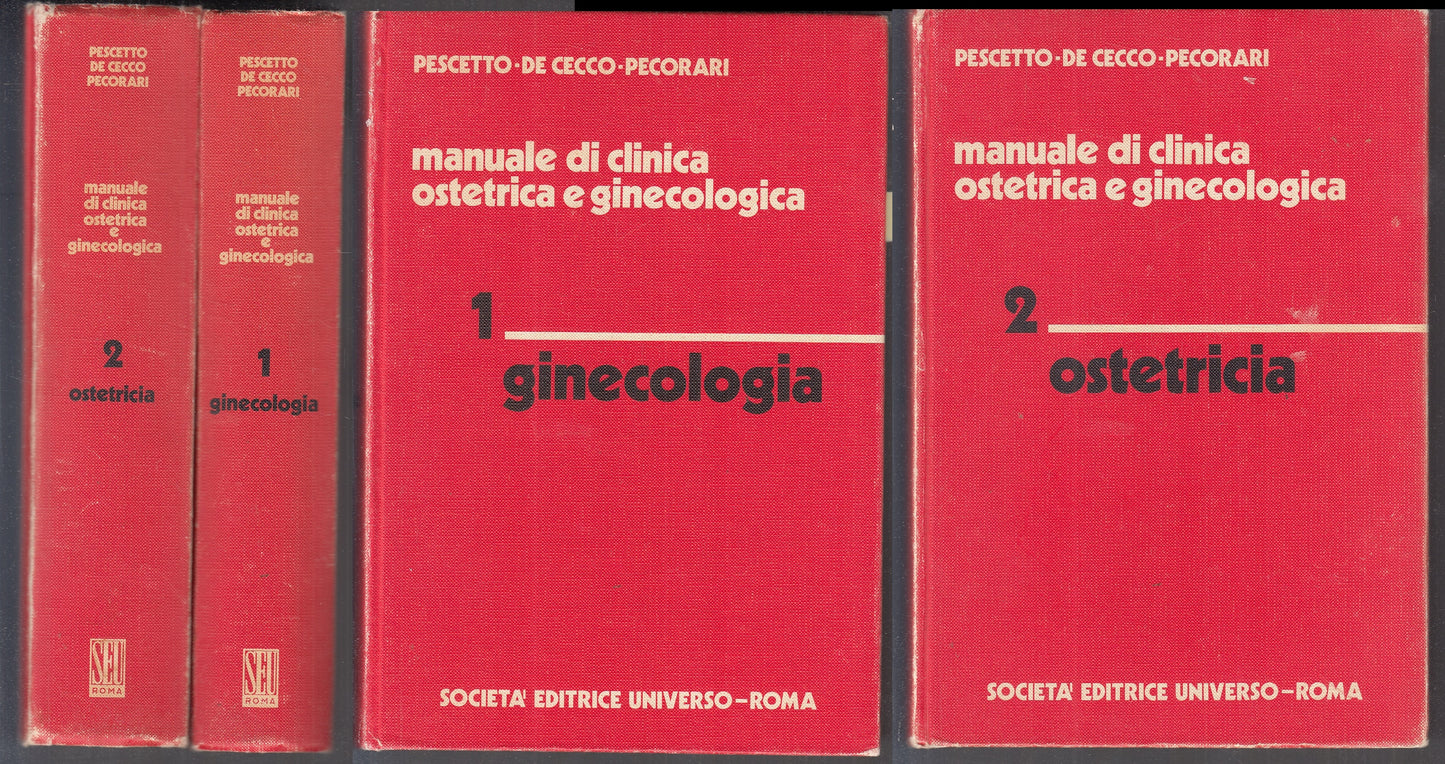 PESCETTO
DE CECCO
PECORARI
manuale
di clinica
ostetrica
e
ginecologica
2
ostetricia
SEU
ROMA
PESCETTO
DE CECCO
PECORARI
manuale
di clinica
ostetrica
e
ginecologica
1
ginecologia
SEU
ROMA
PESCETTO-DE CECCO-PECORARI
manuale di clinica
ostetrica e ginecologica
1
ginecologia
SOCIETA' EDITRICE UNIVERSO-ROMA
PESCETTO-DE CECCO-PECORARI
manuale di clinica
ostetrica e ginecologica
2
ostetricia
SOCIETA' EDITRICE UNIVERSO-ROMA